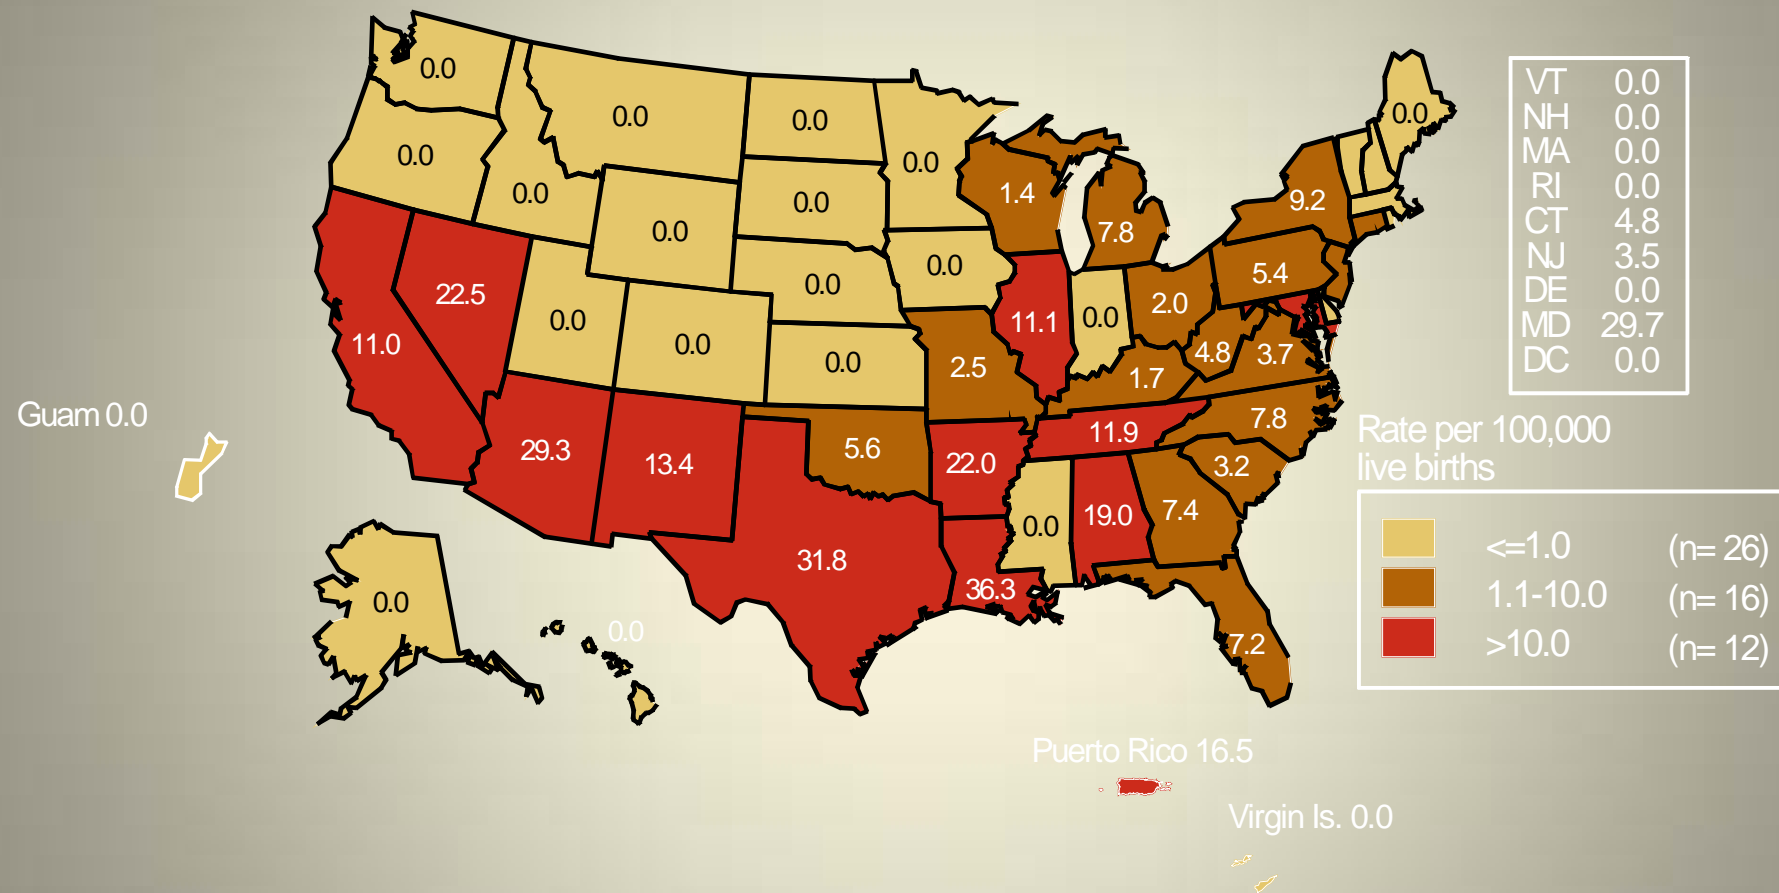 0.0
0.0
0.0
0.0
0.0
0.0
0.0
0.0
1.4
7.8
9.2
0.0
VT 0.0
NH 0.0
MA 0.0
RI 0.0
CT 4.8
NJ 3.5
DE 0.0
MD 29.7
DC 0.0
0.0
0.0
0.0
0.0
22.5
11.0
0.0
0.0
0.0
2.5
11.1
0.0
2.0
5.4
4.8
3.7
1.7
7.8
Guam 0.0
29.3
13.4
5.6
22.0
11.9
3.2
31.8
36.3
0.0
19.0
7.4
7.2
Rate per 100,000
live births
<=1.0 (n= 26)
1.1-10.0 (n= 16)
>10.0 (n= 12)
0.0
0.0
Puerto Rico 16.5
Virgin Is. 0.0